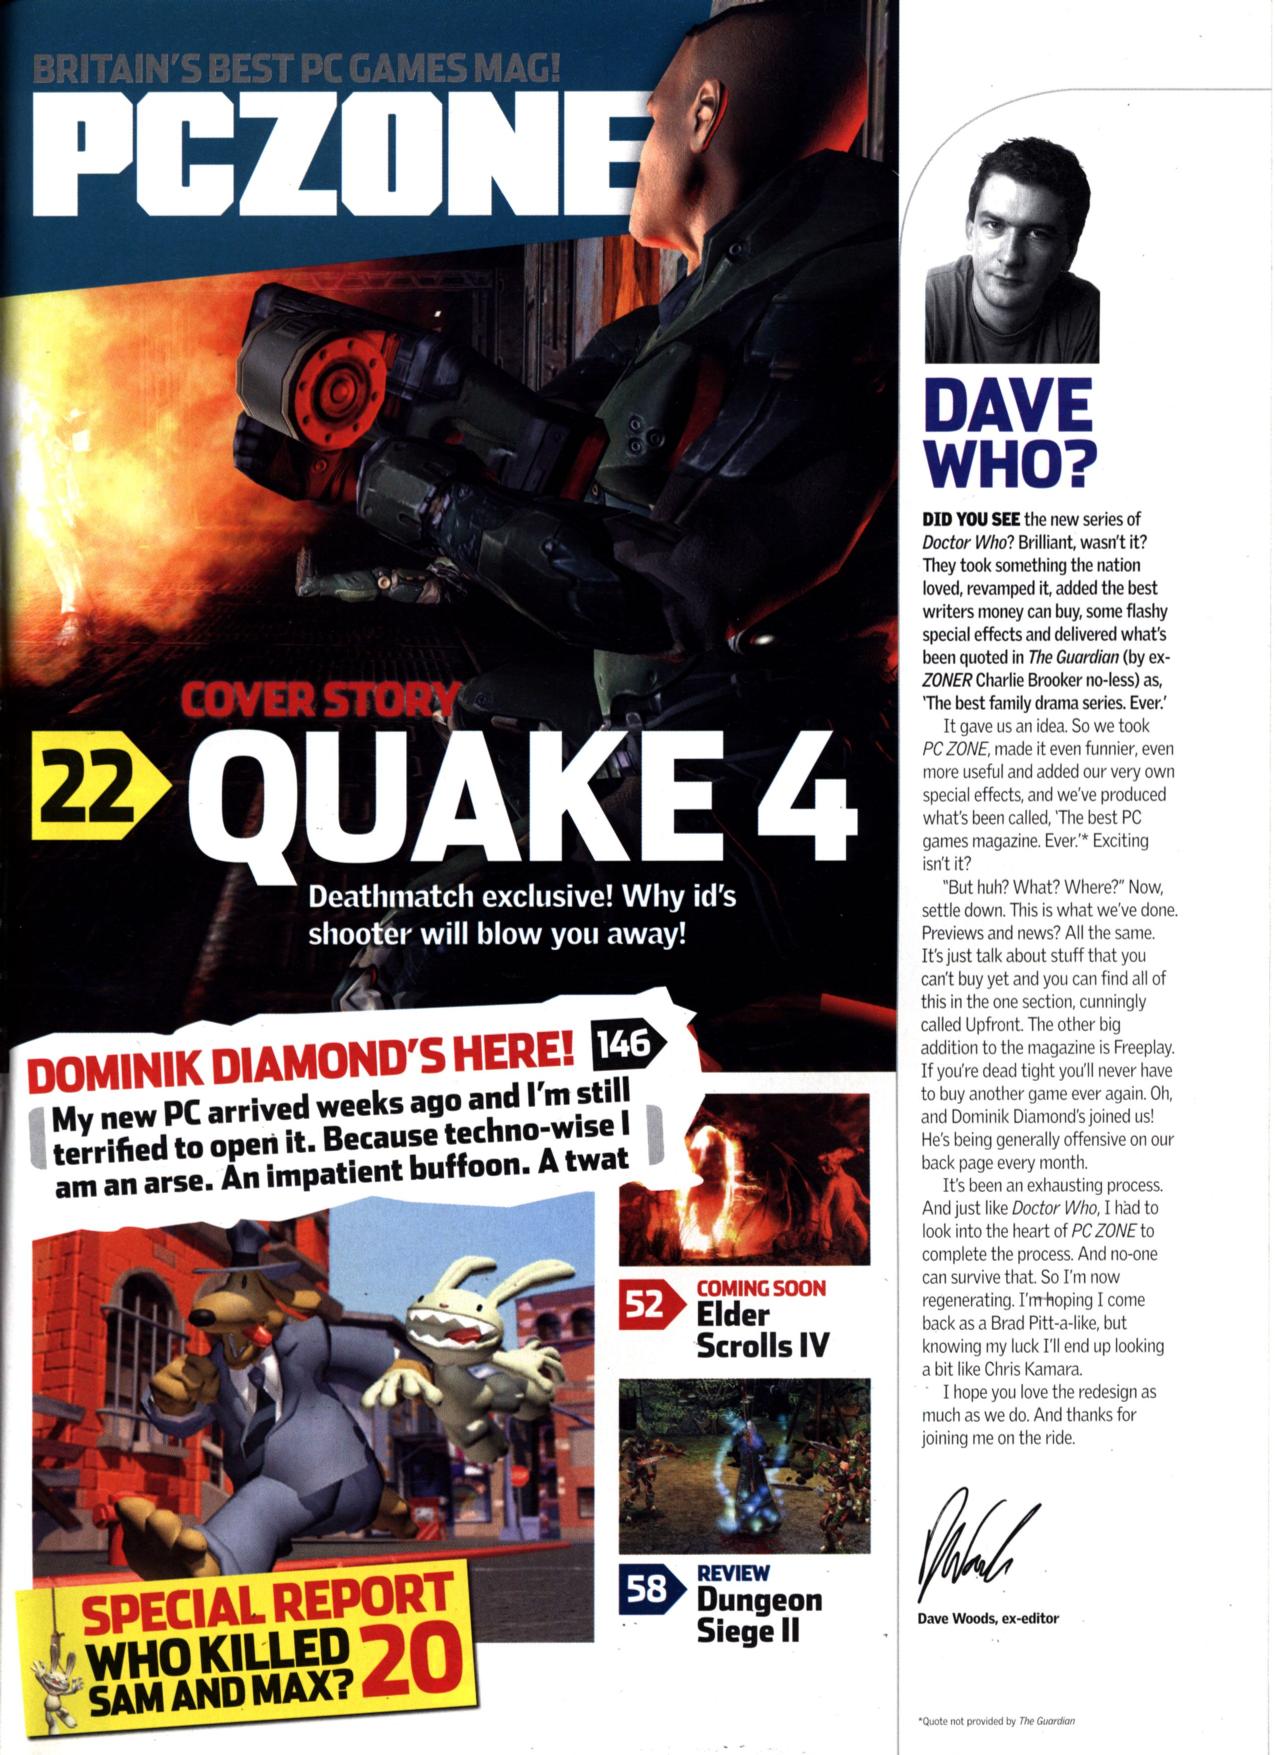 BRITAIN'S BEST PC GAMES MAG!
PCZONE
COVER STORY
22
QUAKE 4
Deathmatch exclusive! Why id's
shooter will blow you away!
DOMINIK DIAMOND'S HERE! 146
My new PC arrived weeks ago and I'm still
terrified to open it. Because techno-wise I
am an arse. An impatient buffoon. A twat
52
COMING SOON
Elder
Scrolls IV
58
REVIEW
Dungeon
Siege II
SPECIAL REPORT
WHO KILLED
SAM AND MAX?
20
DAVE
WHO?
DID YOU SEE the new series of
Doctor Who? Brilliant, wasn't it?
They took something the nation
loved, revamped it, added the best
writers money can buy, some flashy
special effects and delivered what's
been quoted in The Guardian (by ex-
ZONER Charlie Brooker no-less) as,
'The best family drama series. Ever.'
It gave us an idea. So we took
PC ZONE, made it even funnier, even
more useful and added our very own
special effects, and we've produced
what's been called, 'The best PC
games magazine. Ever.'* Exciting
isn't it?
"But huh? What? Where?" Now,
settle down. This is what we've done.
Previews and news? All the same.
It's just talk about stuff that you
can't buy yet and you can find all of
this in the one section, cunningly
called Upfront. The other big
addition to the magazine is Freeplay.
If you're dead tight you'll never have
to buy another game ever again. Oh,
and Dominik Diamond's joined us!
He's being generally offensive on our
back page every month.
It's been an exhausting process.
And just like Doctor Who, I had to
look into the heart of PC ZONE to
complete the process. And no-one
can survive that. So I'm now
regenerating. I'm hoping I come
back as a Brad Pitt-a-like, but
knowing my luck I'll end up looking
a bit like Chris Kamara.
I hope you love the redesign as
much as we do. And thanks for
joining me on the ride.
D Woods
Dave Woods, ex-editor
*Quote not provided by The Guardian